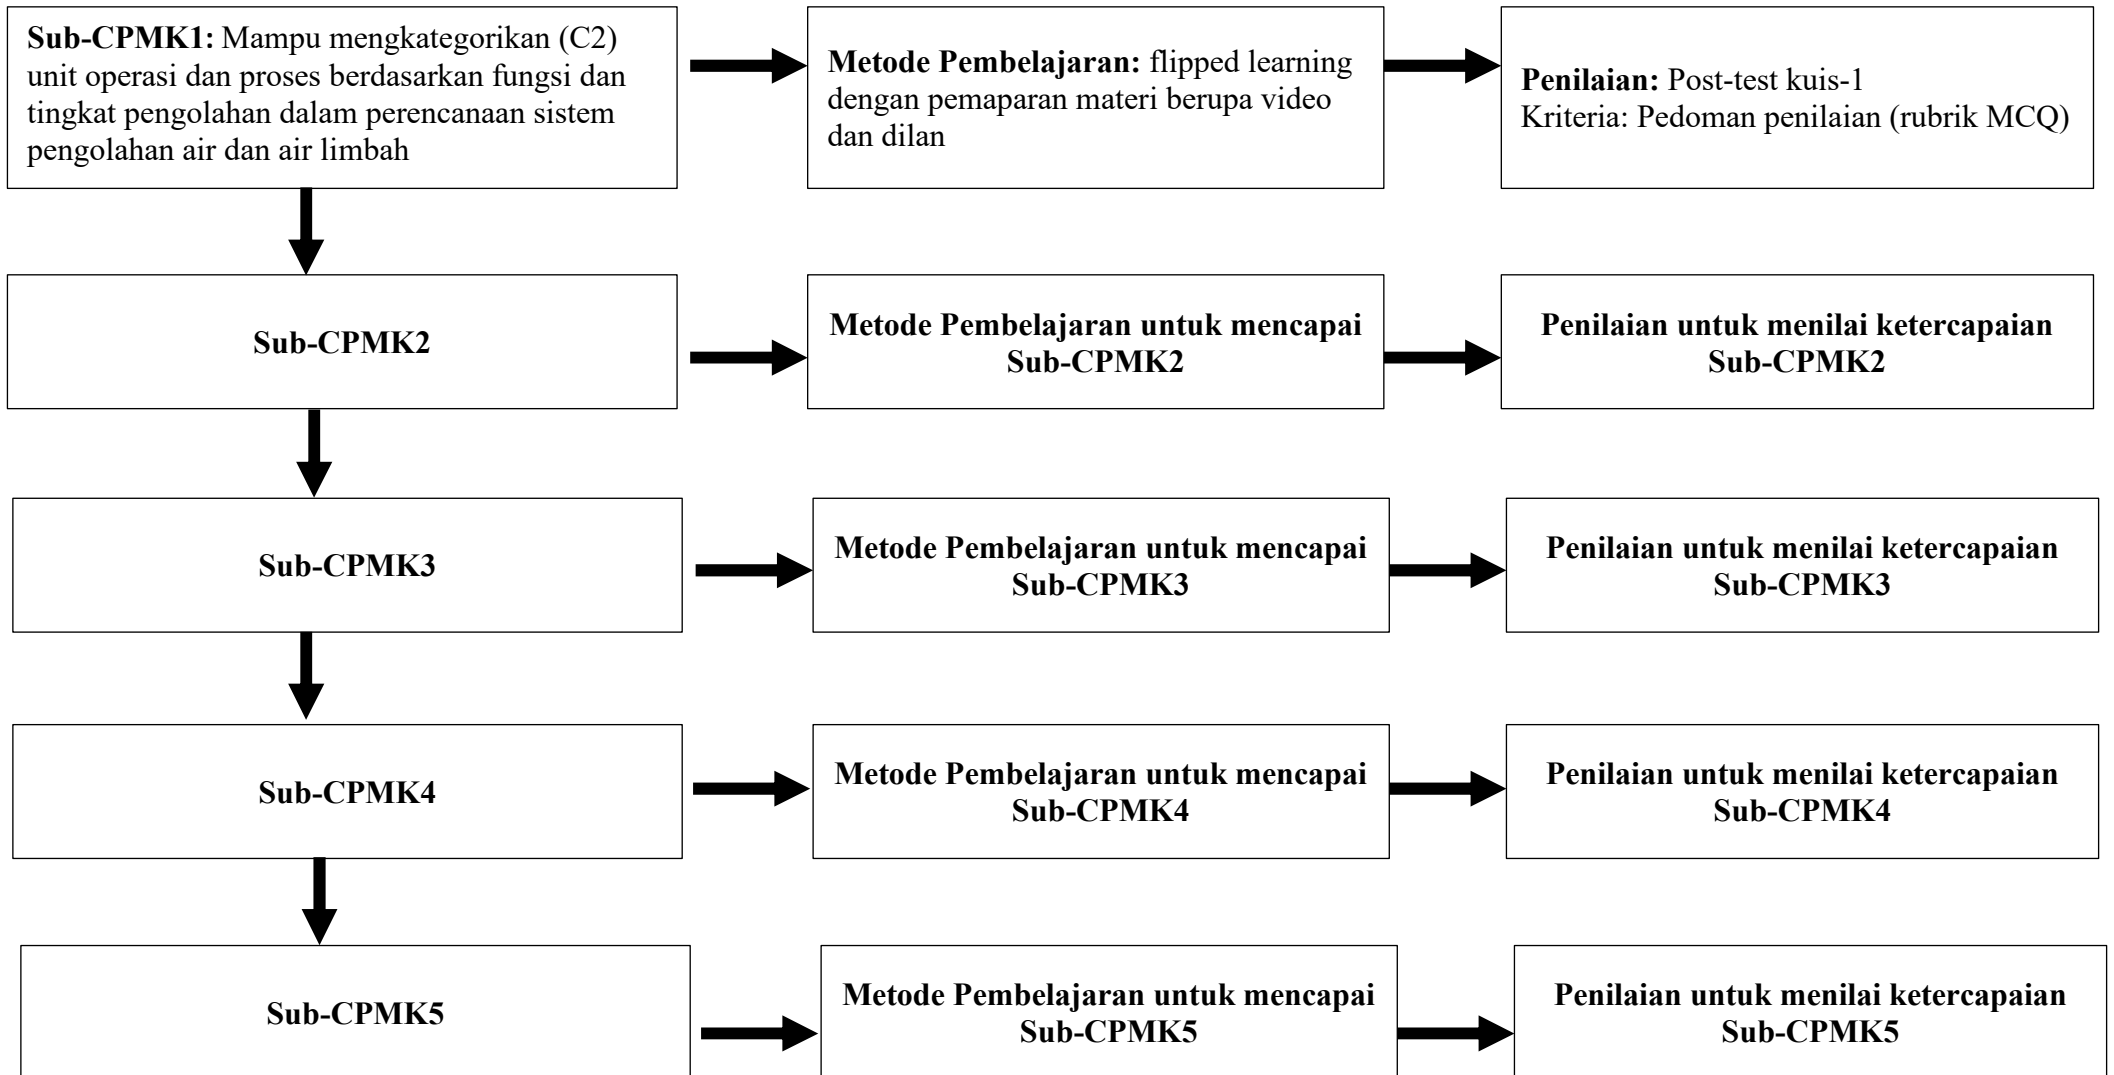 Sub-CPMK1: Mampu mengkategorikan (C2)
unit operasi dan proses berdasarkan fungsi dan
tingkat pengolahan dalam perencanaan sistem
pengolahan air dan air limbah
Metode Pembelajaran: flipped learning
dengan pemaparan materi berupa video
dan dilan
Penilaian: Post-test kuis-1
Kriteria: Pedoman penilaian (rubrik MCQ)
Sub-CPMK2
Metode Pembelajaran untuk mencapai
Sub-CPMK2
Penilaian untuk menilai ketercapaian
Sub-CPMK2
Sub-CPMK3
Metode Pembelajaran untuk mencapai
Sub-CPMK3
Penilaian untuk menilai ketercapaian
Sub-CPMK3
Sub-CPMK4
Metode Pembelajaran untuk mencapai
Sub-CPMK4
Penilaian untuk menilai ketercapaian
Sub-CPMK4
Sub-CPMK5
Metode Pembelajaran untuk mencapai
Sub-CPMK5
Penilaian untuk menilai ketercapaian
Sub-CPMK5